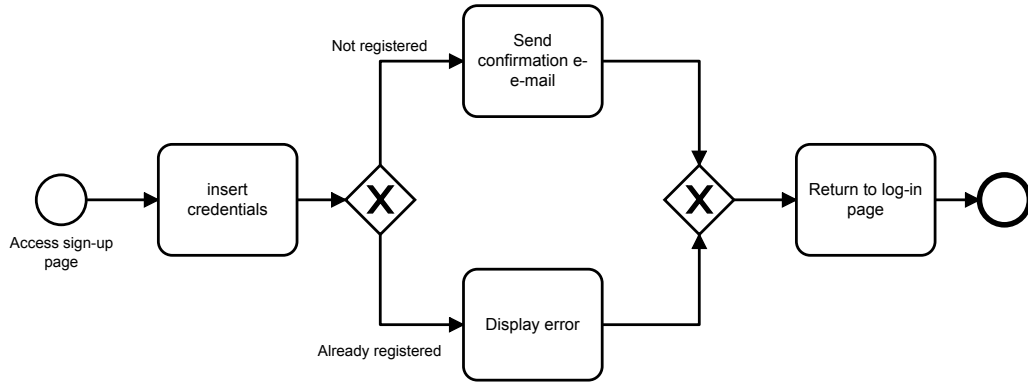 Not registered
Send
confirmation e-
e-mail
insert
credentials
Return to log-in
page
Access sign-up
page
Display error
Already registered